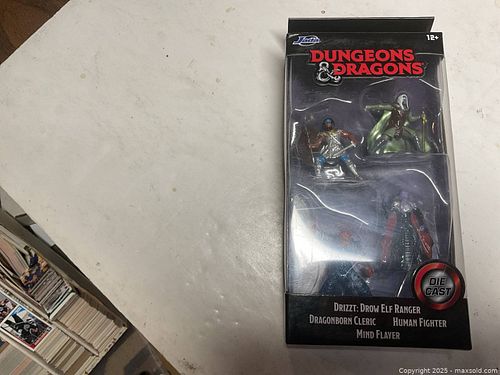 Jada
12+
DUNGEONS
& DRAGONS
DIE
CAST
DRIZZT: DROW ELF RANGER
DRAGONBORN CLERIC HUMAN FIGHTER
MIND FLAYER
Copyright 2025 - maxsold.com